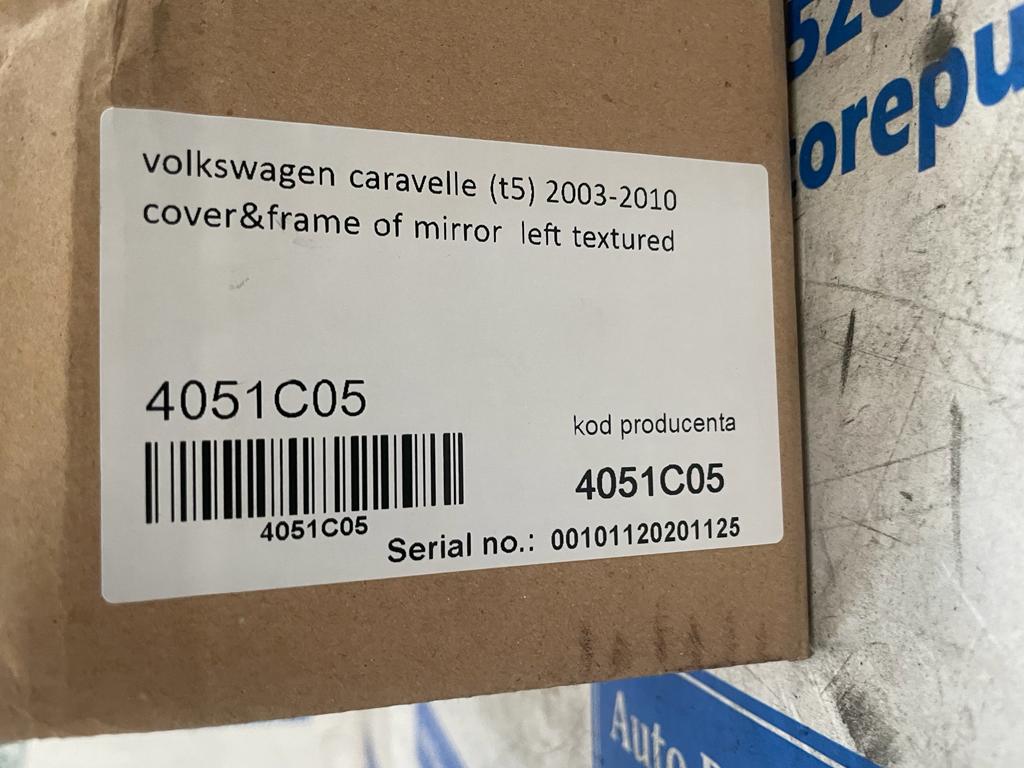 volkswagen caravelle (t5) 2003-2010
cover&frame of mirror left textured
4051C05
kod producenta
4051C05
4051C05
Serial no.: 00101120201125
Auto